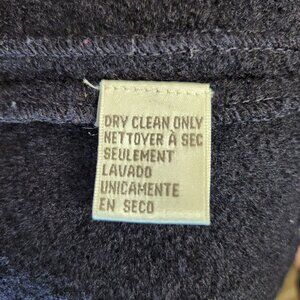 DRY CLEAN ONLY
NETTOYER À SEC
SEULEMENT
LAVADO
UNICAMENTE
EN SECO